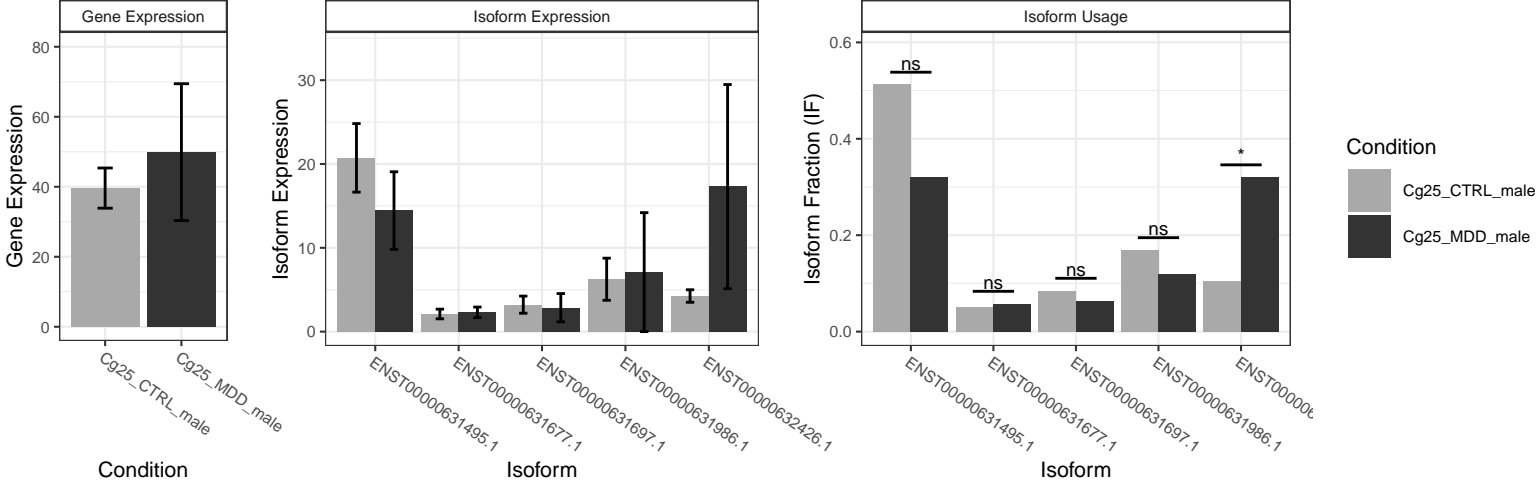 Gene Expression
Isoform Expression
Isoform Usage
Gene Expression
80
60
40
20
0
Cg25_CTRL_male
Cg25_MDD_male
Condition
Isoform Expression
30
20
10
0
ENST00000631495.1
ENST00000631677.1
ENST00000631697.1
ENST00000631986.1
ENST00000632426.1
Isoform
Isoform Fraction (IF)
0.6
0.4
0.2
0.0
ns
ns
ns
ns
*
ENST00000631495.1
ENST00000631677.1
ENST00000631697.1
ENST00000631986.1
Isoform
Condition
Cg25_CTRL_male
Cg25_MDD_male